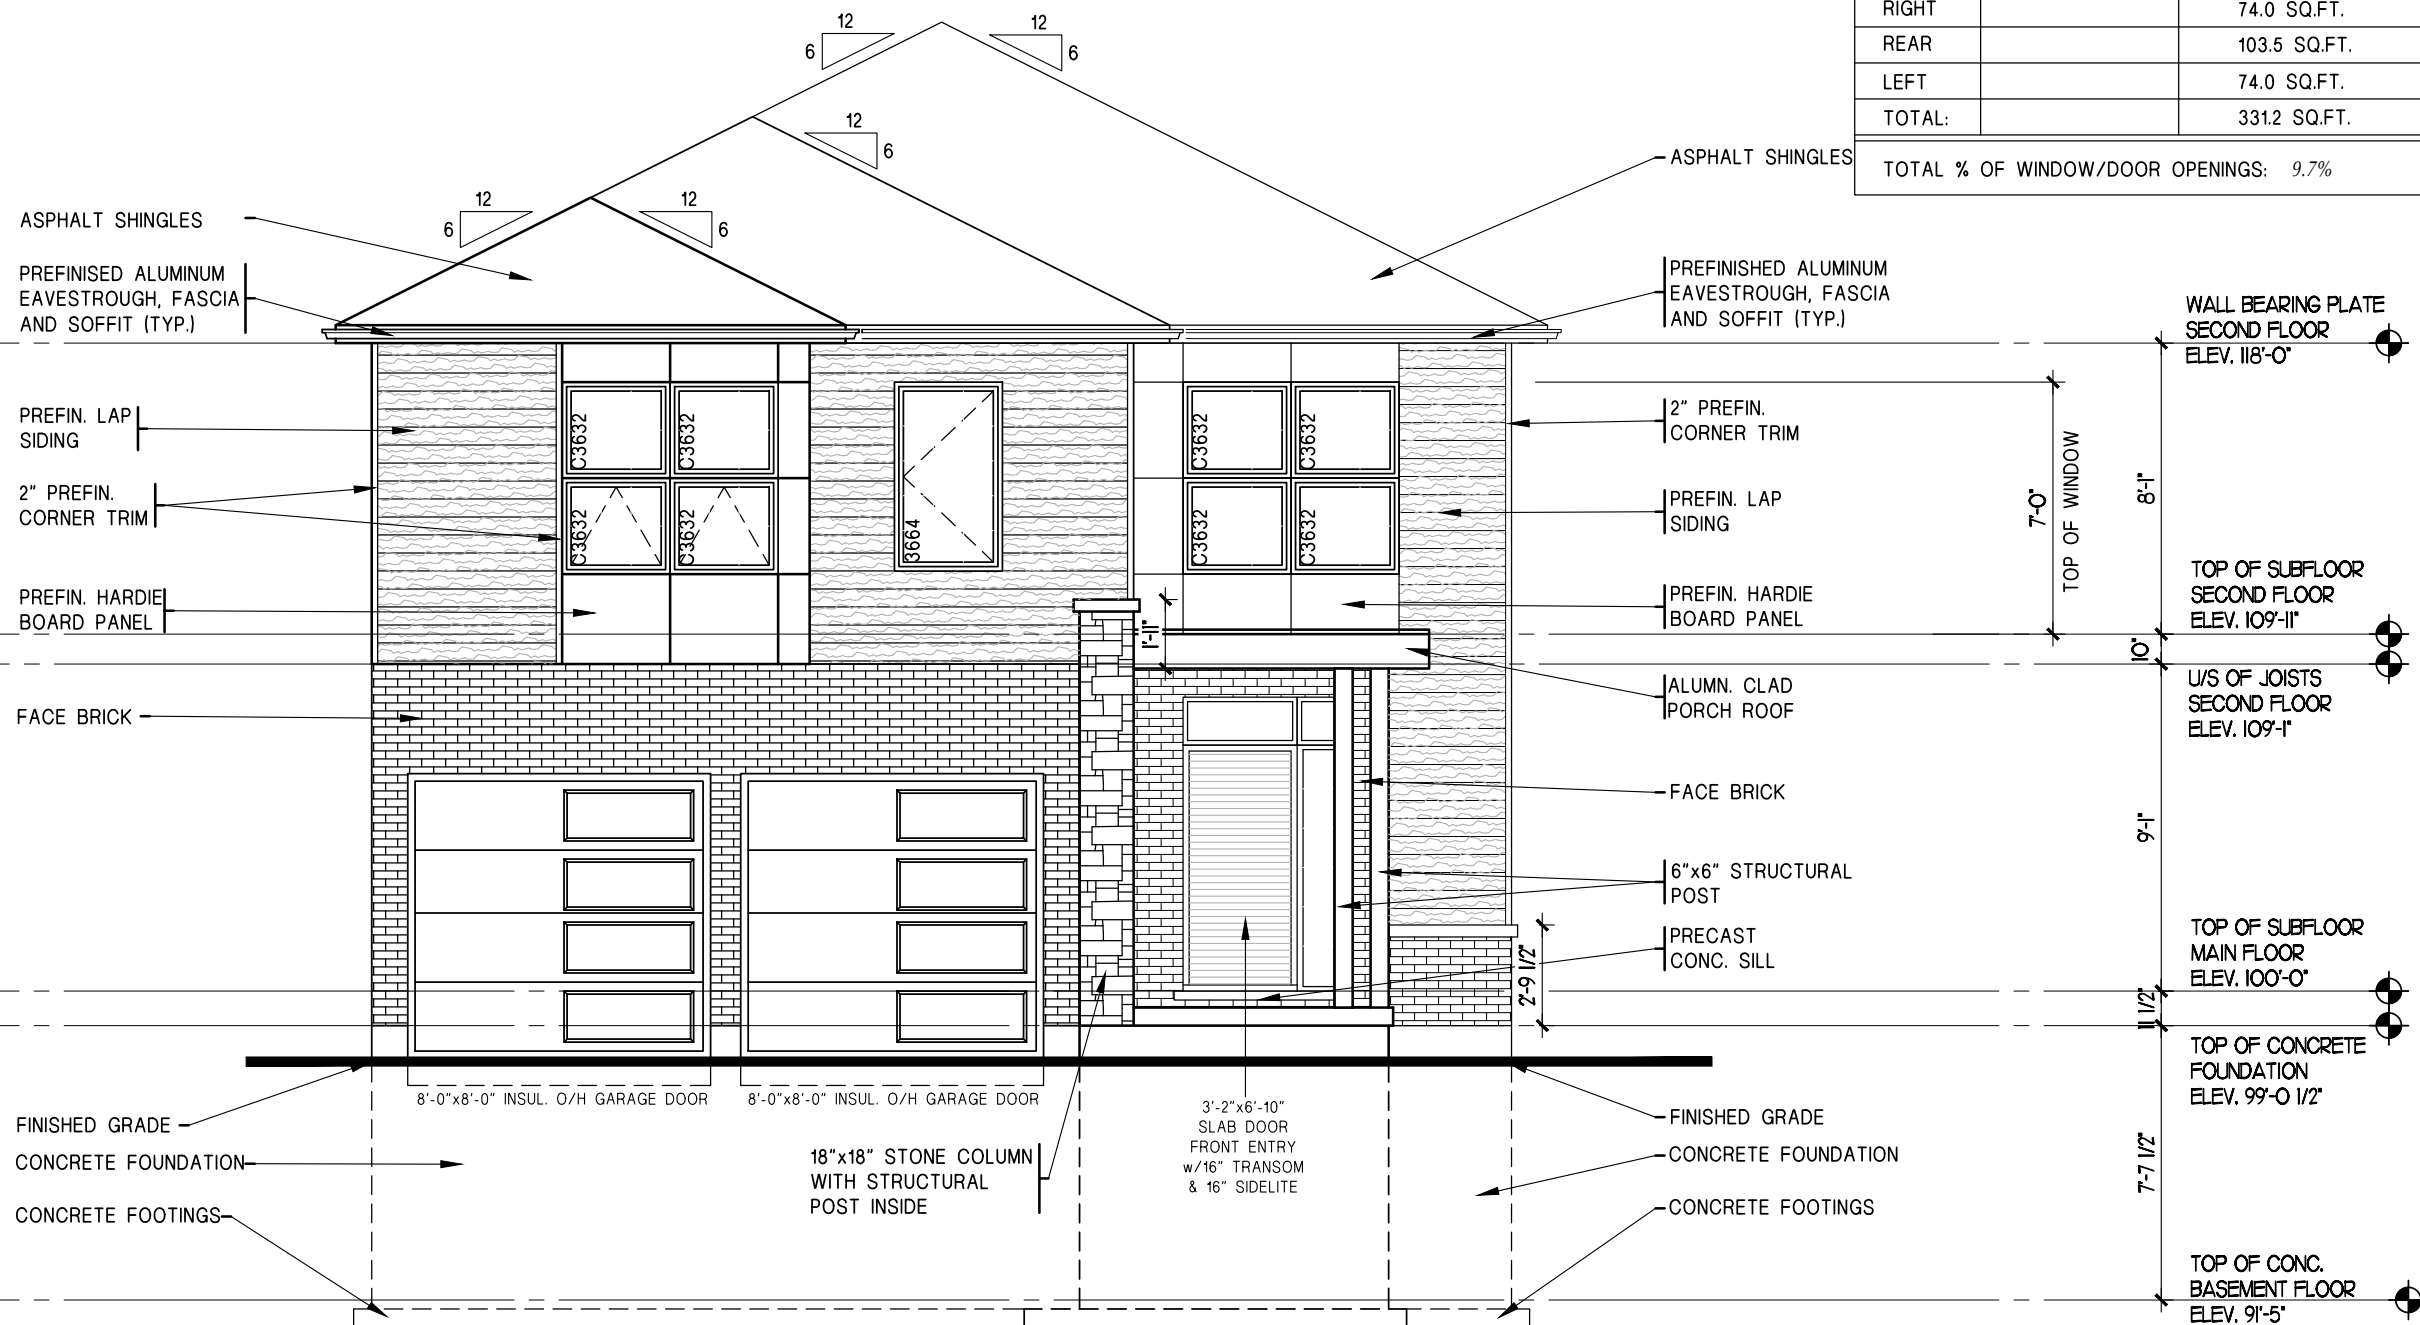 RIGHT 74.0 SQ.FT.
REAR 103.5 SQ.FT.
LEFT 74.0 SQ.FT.
TOTAL: 331.2 SQ.FT.
TOTAL % OF WINDOW/DOOR OPENINGS: 9.7%
12
6
12
6
12
6
12
6
12
6
ASPHALT SHINGLES
PREFINISED ALUMINUM
EAVESTROUGH, FASCIA
AND SOFFIT (TYP.)
PREFIN. LAP
SIDING
2" PREFIN.
CORNER TRIM
PREFIN. HARDIE
BOARD PANEL
FACE BRICK
FINISHED GRADE
CONCRETE FOUNDATION
CONCRETE FOOTINGS
C3632
C3632
C3632
C3632
3664
C3632
C3632
C3632
C3632
1'-11"
8'-0"x8'-0" INSUL. O/H GARAGE DOOR
8'-0"x8'-0" INSUL. O/H GARAGE DOOR
18"x18" STONE COLUMN
WITH STRUCTURAL
POST INSIDE
3'-2"x6'-10"
SLAB DOOR
FRONT ENTRY
w/16" TRANSOM
& 16" SIDELITE
ASPHALT SHINGLES
PREFINISHED ALUMINUM
EAVESTROUGH, FASCIA
AND SOFFIT (TYP.)
2" PREFIN.
CORNER TRIM
PREFIN. LAP
SIDING
PREFIN. HARDIE
BOARD PANEL
ALUMN. CLAD
PORCH ROOF
FACE BRICK
6"x6" STRUCTURAL
POST
PRECAST
CONC. SILL
2'-9 1/2"
FINISHED GRADE
CONCRETE FOUNDATION
CONCRETE FOOTINGS
7'-0"
TOP OF WINDOW
8'-1"
10"
9'-1"
11 1/2"
7'-7 1/2"
WALL BEARING PLATE
SECOND FLOOR
ELEV. 118'-0"
TOP OF SUBFLOOR
SECOND FLOOR
ELEV. 109'-11"
U/S OF JOISTS
SECOND FLOOR
ELEV. 109'-1"
TOP OF SUBFLOOR
MAIN FLOOR
ELEV. 100'-0"
TOP OF CONCRETE
FOUNDATION
ELEV. 99'-0 1/2"
TOP OF CONC.
BASEMENT FLOOR
ELEV. 91'-5"